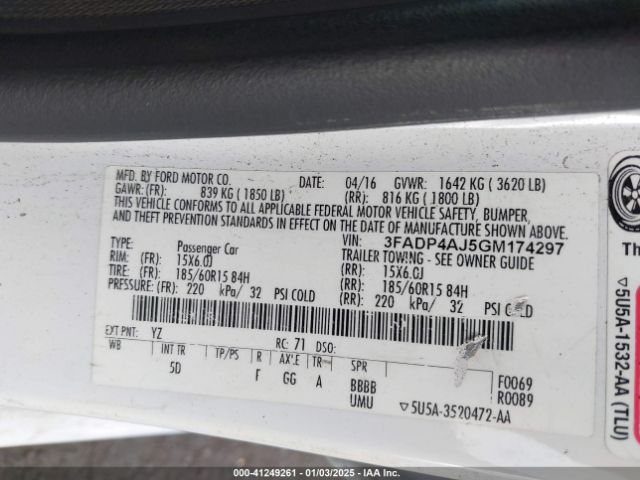 MFD. BY FORD MOTOR CO. DATE: 04/16 GVWR: 1642 KG ( 3620 LB)
GAWR: (FR): 839 KG ( 1850 LB) (RR): 816 KG ( 1800 LB)
THIS VEHICLE CONFORMS TO ALL APPLICABLE FEDERAL MOTOR VEHICLE SAFETY, BUMPER,
AND THEFT PREVENTION STANDARDS IN EFFECT ON THE DATE OF MANUFACTURE SHOWN ABOVE.
VIN: 3FADP4AJ5GM174297
TYPE: Passenger Car TRAILER TOWING - SEE OWNER GUIDE
RIM: (FR): 15X6.0J (RR): 15X6.0J
TIRE: (FR): 185/60R15 84H (RR): 185/60R15 84H
PRESSURE: (FR): 220 kPa/ 32 PSI COLD (RR): 220 kPa/ 32 PSI COLD
EXT PNT: YZ RC: 71 DSO:
WB INT TR TP/PS R AXLE TR SPR
5D F GG A BBBB F0069
UMU R0089
▽5U5A-3520472-AA
▽5U5A-1532-AA (TLU)
000-41249261 - 01/03/2025 - IAA Inc.